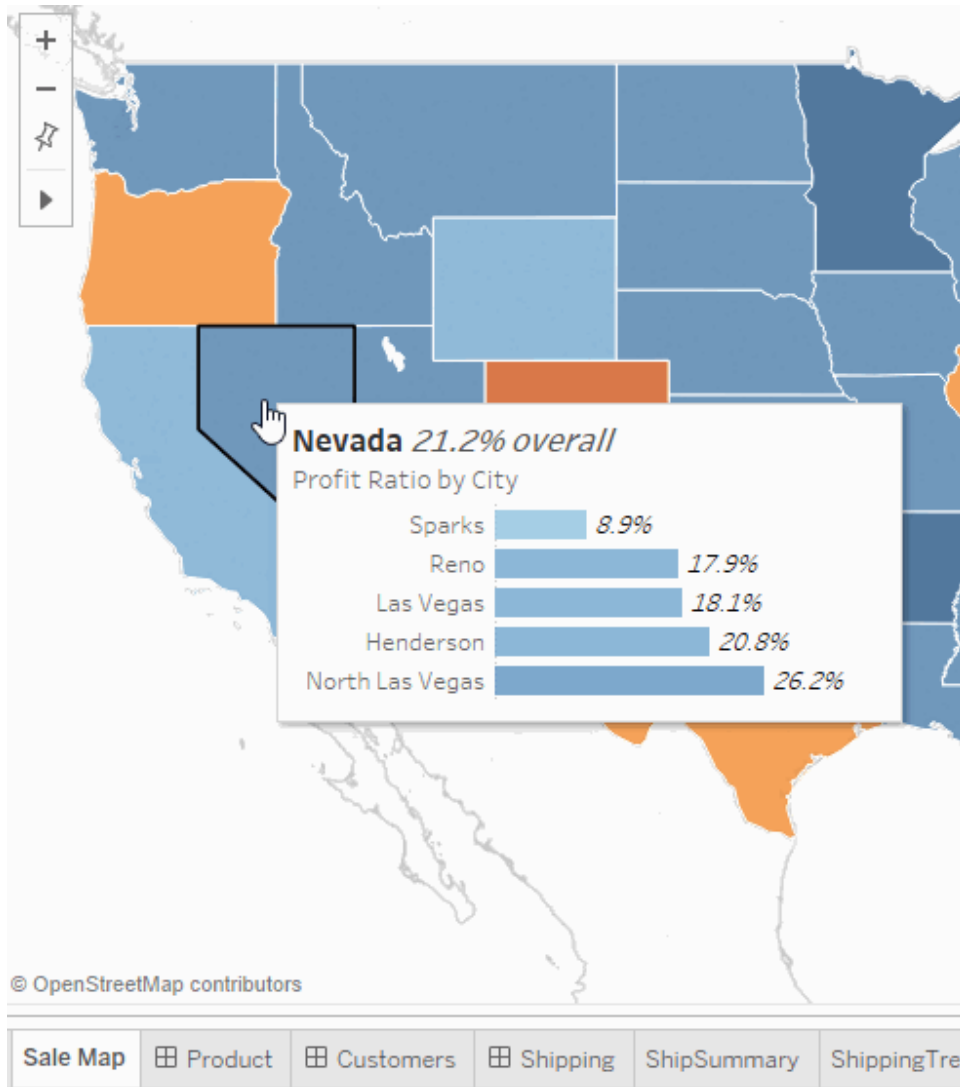 Nevada 21.2% overall
Profit Ratio by City
Sparks 8.9%
Reno 17.9%
Las Vegas 18.1%
Henderson 20.8%
North Las Vegas 26.2%
© OpenStreetMap contributors
Sale Map Product Customers Shipping ShipSummary ShippingTre